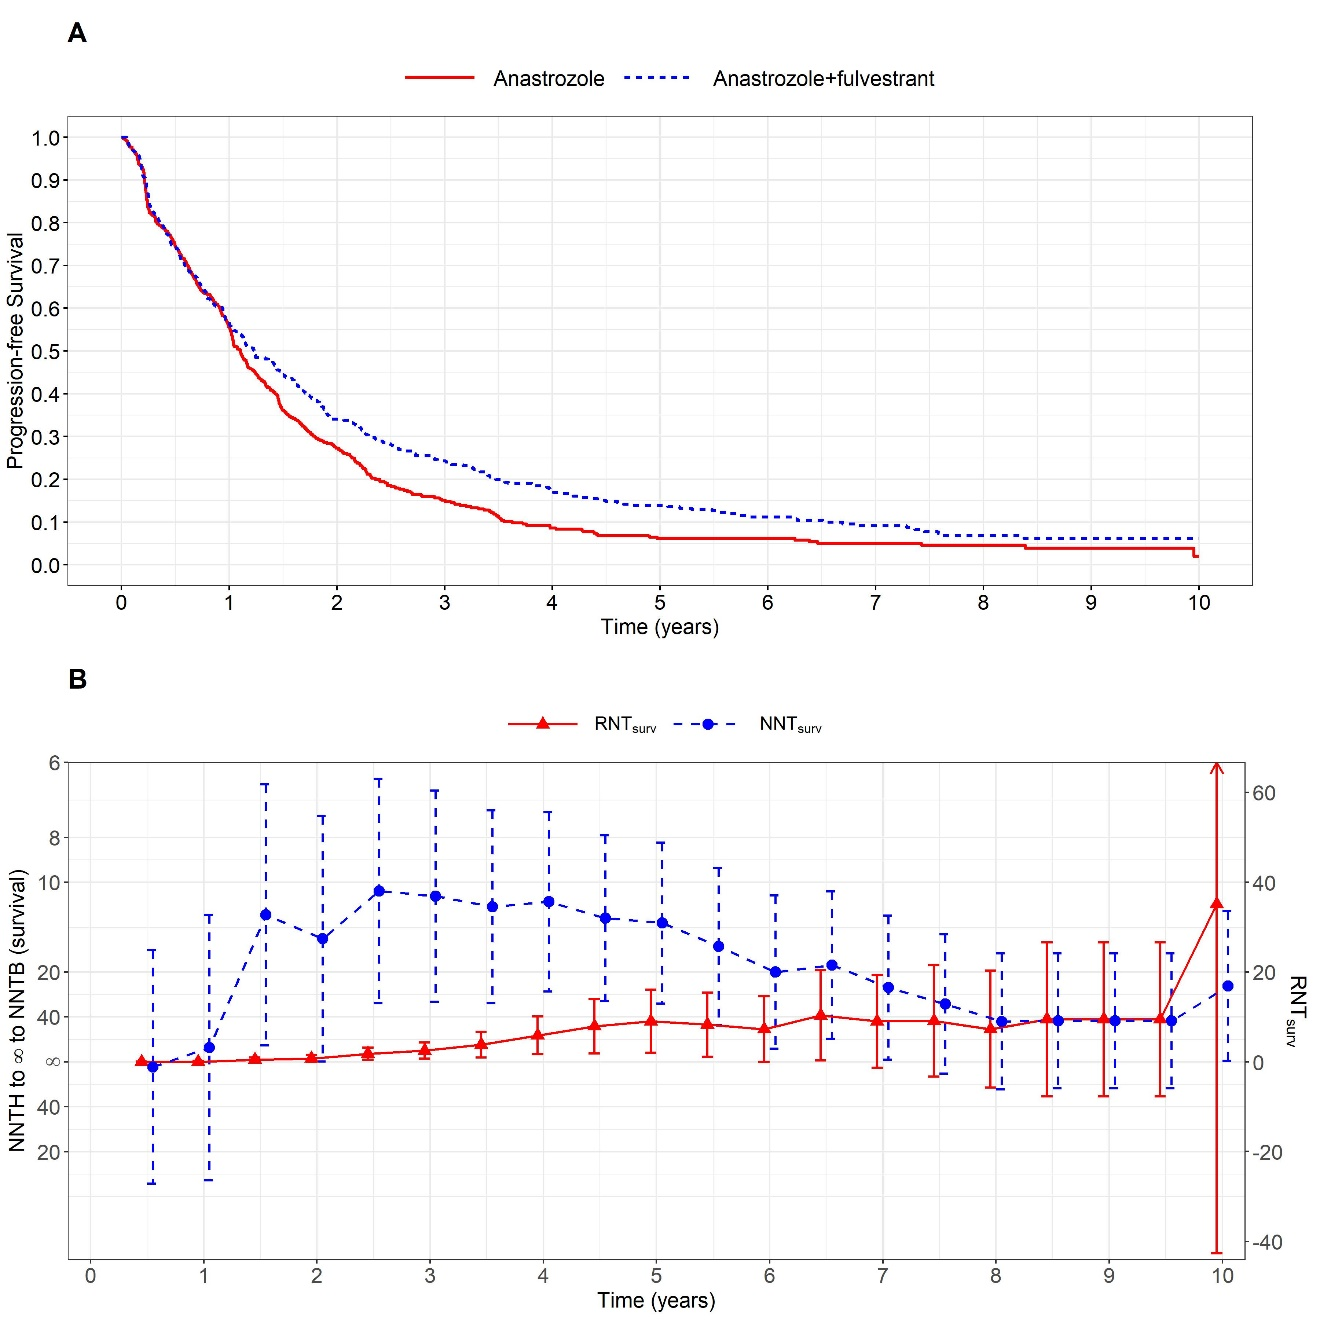 A
Anastrozole Anastrozole+fulvestrant
Progression-free Survival
1.0
0.9
0.8
0.7
0.6
0.5
0.4
0.3
0.2
0.1
0.0
0 1 2 3 4 5 6 7 8 9 10
Time (years)
B
RNTsurv NNTsurv
NNTH to ∞ to NNTB (survival)
6
8
10
20
40
∞
40
20
60
40
20
0
-20
-40
RNTsurv
0 1 2 3 4 5 6 7 8 9 10
Time (years)